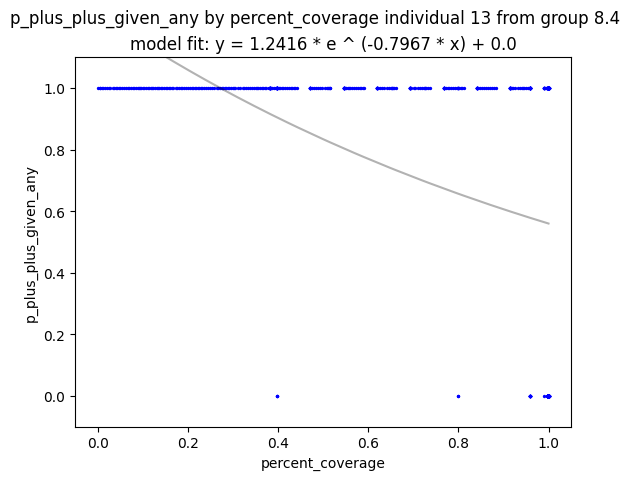 p_plus_plus_given_any by percent_coverage individual 13 from group 8.4
model fit: y = 1.2416 * e ^ (-0.7967 * x) + 0.0
1.0
0.8
0.6
0.4
0.2
0.0
p_plus_plus_given_any
0.0 0.2 0.4 0.6 0.8 1.0
percent_coverage